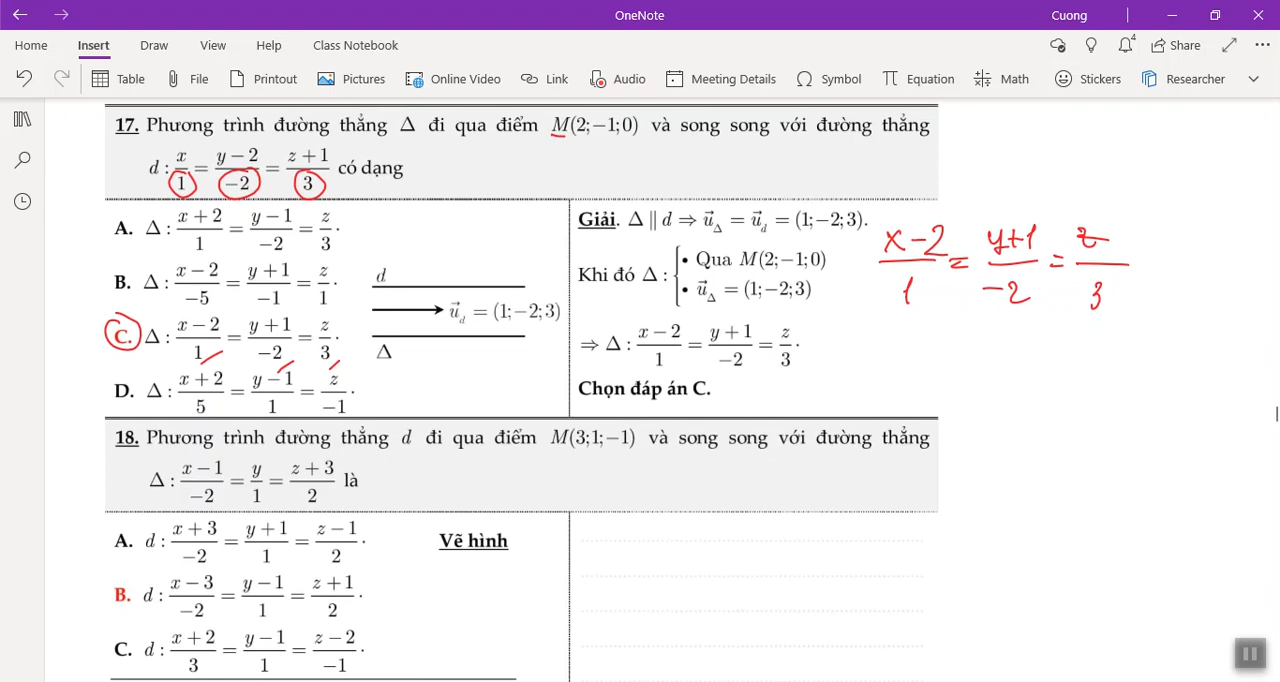 OneNote
Cuong
Home Insert Draw View Help Class Notebook
4 Share
Table File Printout Pictures Online Video Link Audio Meeting Details Symbol Equation Math Stickers Researcher
17. Phương trình đường thẳng Δ đi qua điểm M(2;−1;0) và song song với đường thẳng
d : x/1 = (y − 2)/−2 = (z + 1)/3 có dạng
A. Δ : (x + 2)/1 = (y − 1)/−2 = z/3 ·
B. Δ : (x − 2)/−5 = (y + 1)/−1 = z/1 ·
C. Δ : (x − 2)/1 = (y + 1)/−2 = z/3 ·
D. Δ : (x + 2)/5 = (y − 1)/1 = z/−1 ·
d
u⃗_d = (1;−2;3)
Δ
Giải. Δ ∥ d ⇒ u⃗_Δ = u⃗_d = (1;−2;3).
Khi đó Δ : { • Qua M(2;−1;0)
• u⃗_Δ = (1;−2;3)
⇒ Δ : (x − 2)/1 = (y + 1)/−2 = z/3 ·
Chọn đáp án C.
(x − 2)/1 = (y+1)/−2 = z/3
18. Phương trình đường thẳng d đi qua điểm M(3;1;−1) và song song với đường thẳng
Δ : (x − 1)/−2 = y/1 = (z + 3)/2 là
A. d : (x + 3)/−2 = (y + 1)/1 = (z − 1)/2 ·
Vẽ hình
B. d : (x − 3)/−2 = (y − 1)/1 = (z + 1)/2 ·
C. d : (x + 2)/3 = (y − 1)/1 = (z − 2)/−1 ·